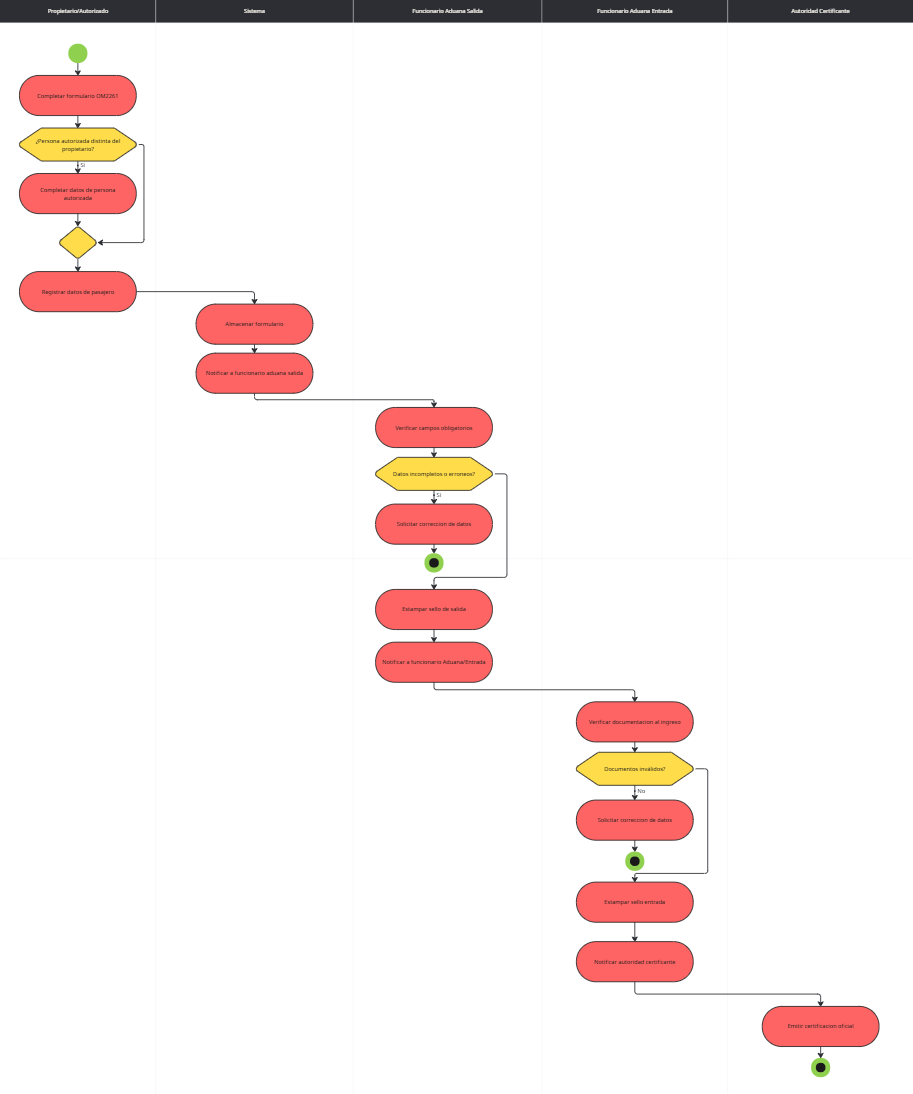 Propietario/Autorizado
Sistema
Funcionario Aduana Salida
Funcionario Aduana Entrada
Autoridad Certificante
Completar formulario OM2261
¿Persona autorizada distinta del
propietario?
Si
Completar datos de persona
autorizada
Registrar datos de pasajero
Almacenar formulario
Notificar a funcionario aduana salida
Verificar campos obligatorios
Datos incompletos o erroneos?
Si
Solicitar correccion de datos
Estampar sello de salida
Notificar a funcionario Aduana/Entrada
Verificar documentacion al ingreso
Documentos inválidos?
No
Solicitar correccion de datos
Estampar sello entrada
Notificar autoridad certificante
Emitir certificacion oficial